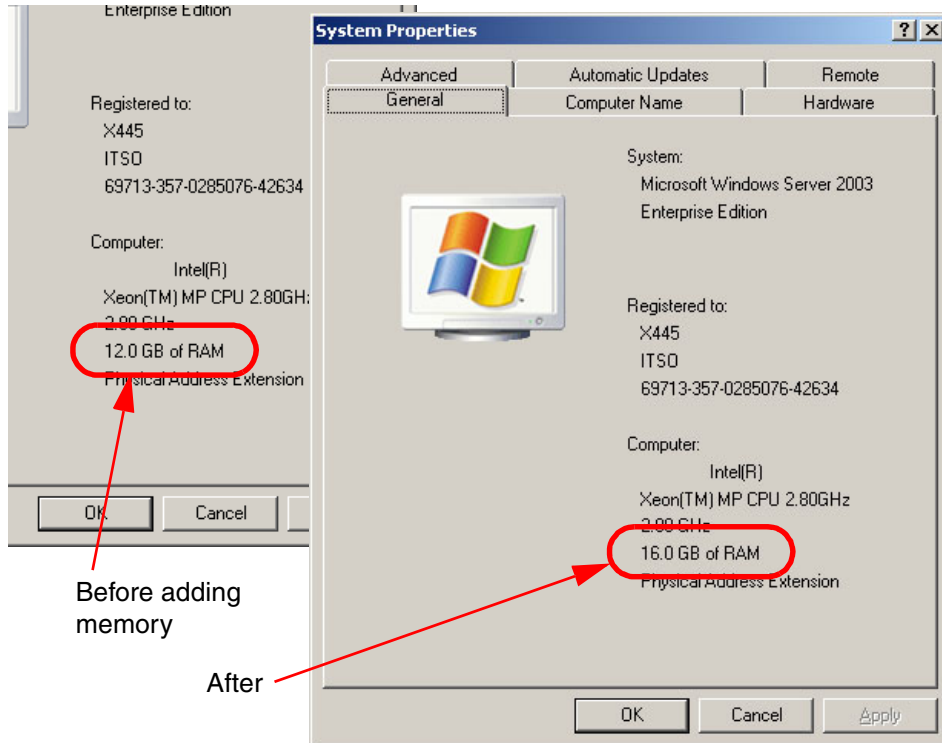 Enterprise Edition
Registered to:
X445
ITSO
69713-357-0285076-42634
Computer:
Intel(R)
Xeon(TM) MP CPU 2.80GHz
2.80 GHz
12.0 GB of RAM
Physical Address Extension
OK
Cancel
Before adding
memory
After
System Properties
Advanced
Automatic Updates
Remote
General
Computer Name
Hardware
System:
Microsoft Windows Server 2003
Enterprise Edition
Registered to:
X445
ITSO
69713-357-0285076-42634
Computer:
Intel(R)
Xeon(TM) MP CPU 2.80GHz
2.80 GHz
16.0 GB of RAM
Physical Address Extension
OK
Cancel
Apply